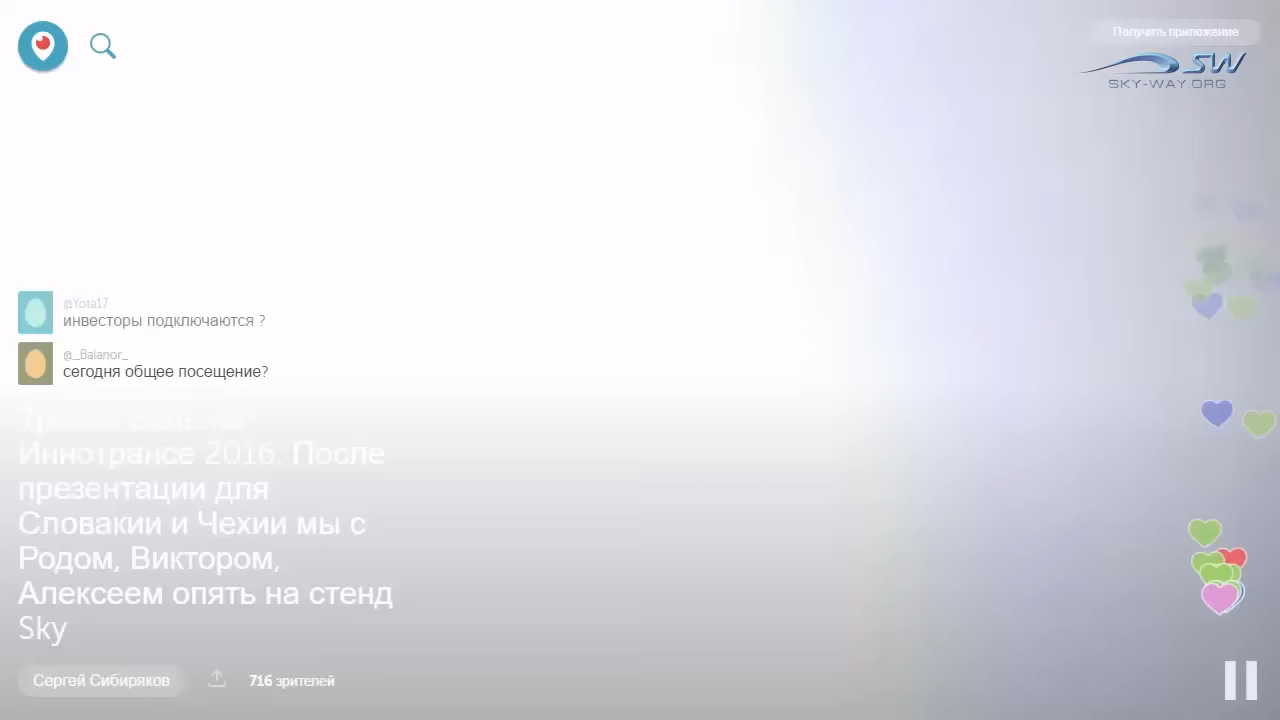 Получить приложение
SW
SKY-WAY.ORG
@Yora17
инвесторы подключаются ?
@_Balanor_
сегодня общее посещение?
Иннотрансе 2016. После
презентации для
Словакии и Чехии мы с
Родом, Виктором,
Алексеем опять на стенд
Sky
Сергей Сибиряков
716 зрителей